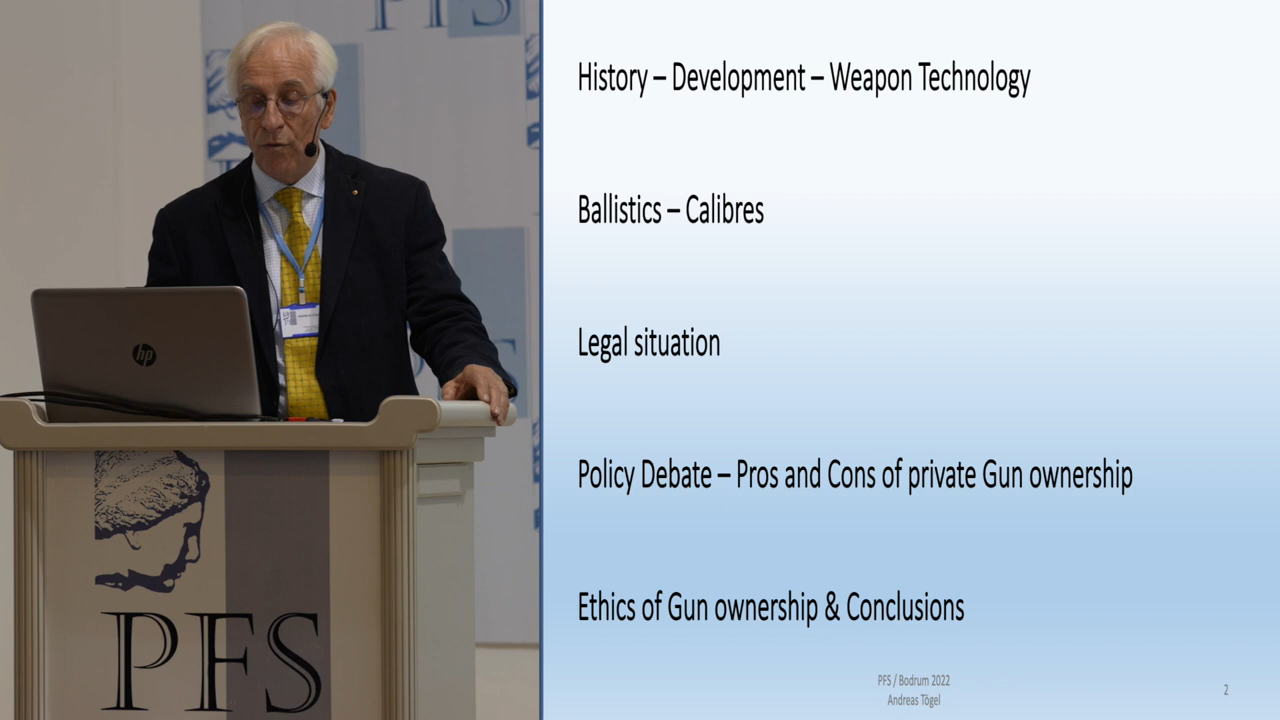 PFS
hp
PFS
History – Development – Weapon Technology
Ballistics – Calibres
Legal situation
Policy Debate – Pros and Cons of private Gun ownership
Ethics of Gun ownership & Conclusions
PFS / Bodrum 2022
Andreas Tögel
2